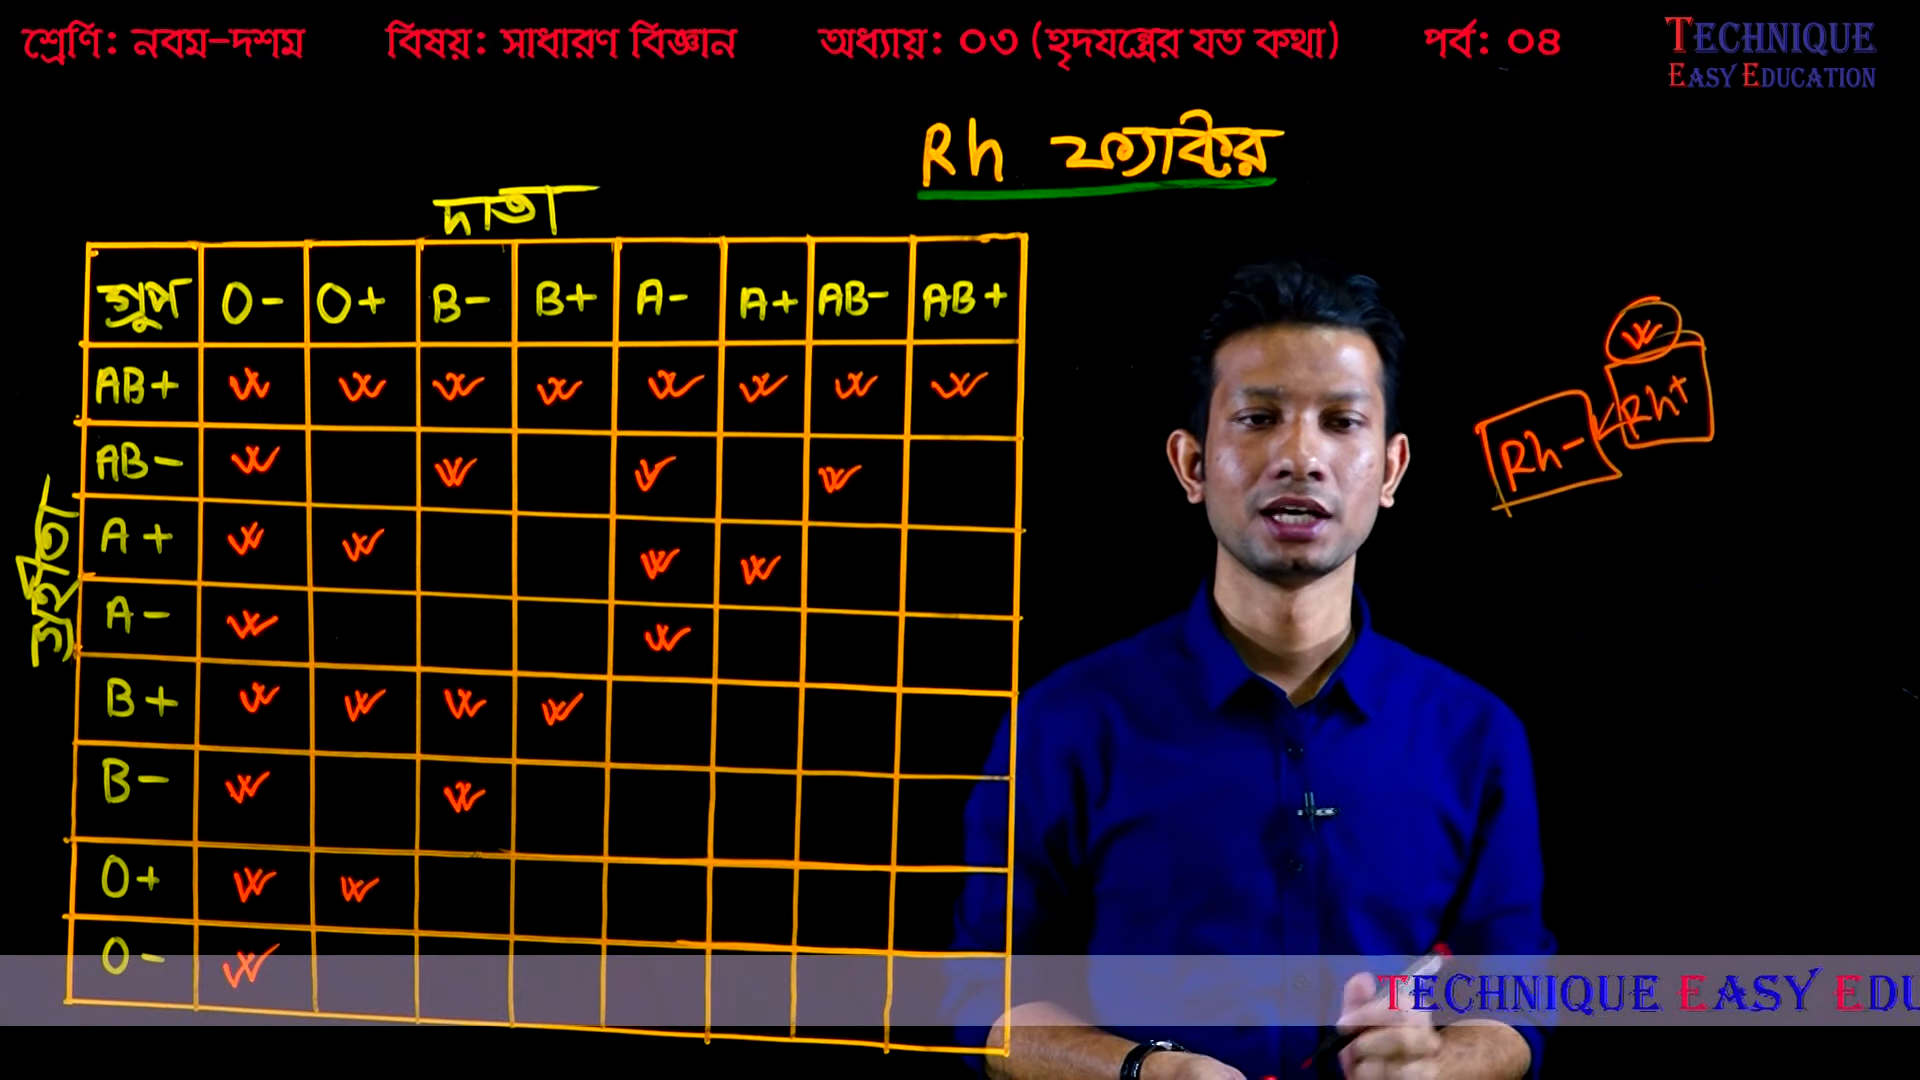 শ্রেণি: নবম-দশম বিষয়: সাধারণ বিজ্ঞান অধ্যায়: ০৩ (হৃদযন্ত্রের যত কথা) পর্ব: ০৪
TECHNIQUE
EASY EDUCATION
Rh ফ্যাক্টর
দাতা
গ্রুপ O- O+ B- B+ A- A+ AB- AB+
গ্রহীতা
AB+
AB-
A+
A-
B+
B-
O+
O-
Rh+
Rh-
TECHNIQUE EASY EDU